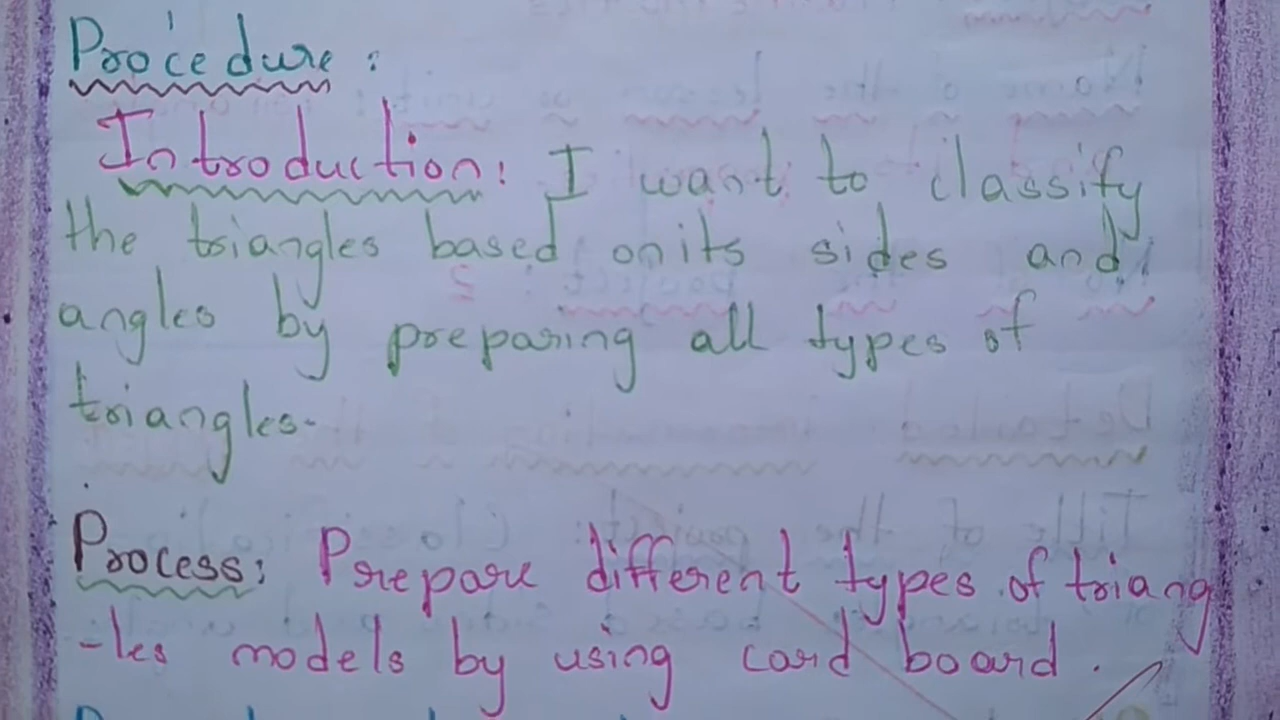 Procedure :
Introduction: I want to classify
the triangles based on its sides and
angles by preparing all types of
triangles.
Process: Prepare different types of triang
-les models by using card board.